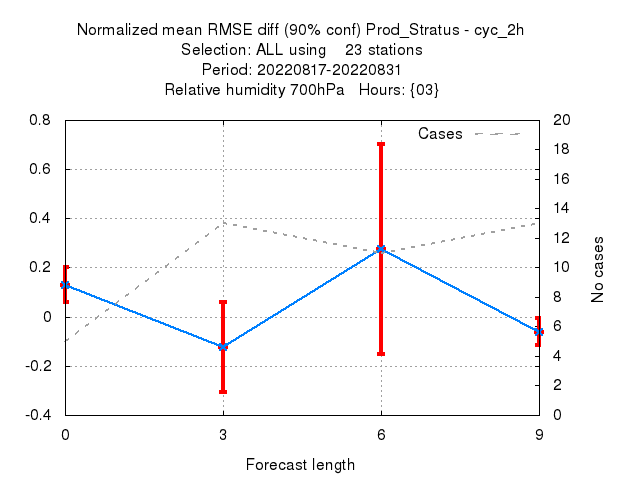 Normalized mean RMSE diff (90% conf) Prod_Stratus - cyc_2h
Selection: ALL using 23 stations
Period: 20220817-20220831
Relative humidity 700hPa Hours: {03}
Cases
0.8
0.6
0.4
0.2
0
-0.2
-0.4
20
18
16
14
12
10
8
6
4
2
0
No cases
0 3 6 9
Forecast length